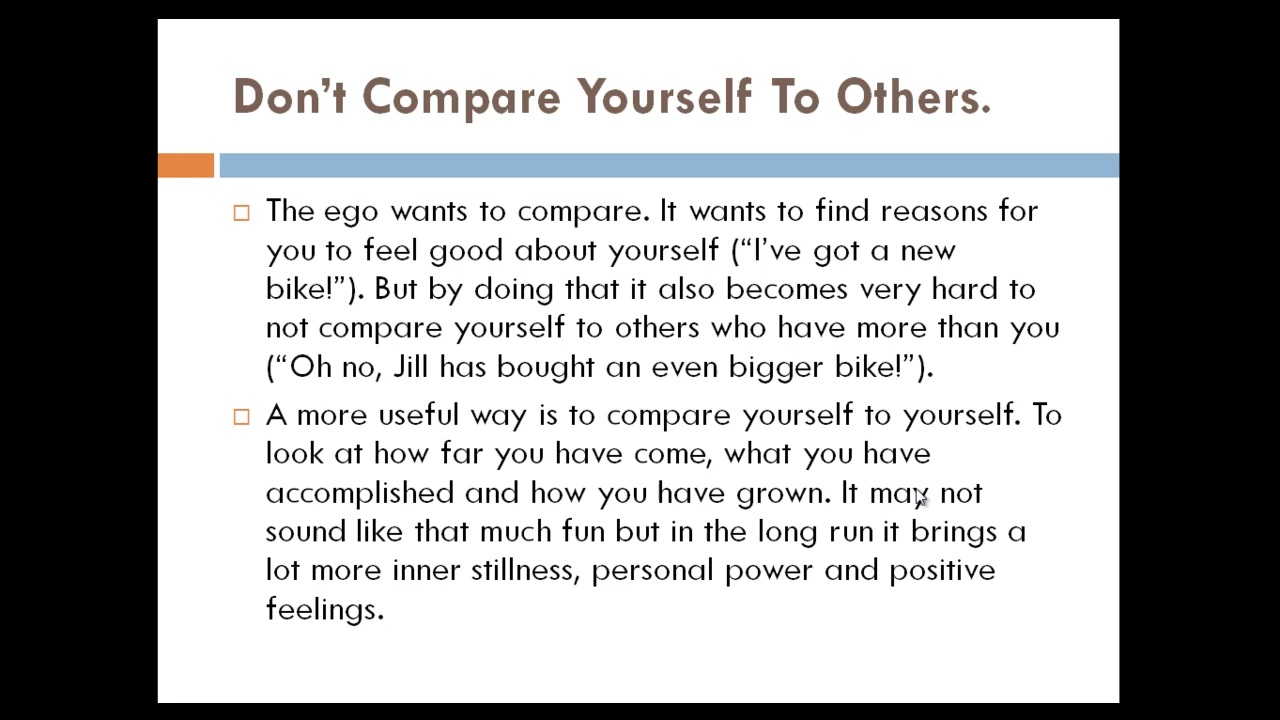 Don’t Compare Yourself To Others.
The ego wants to compare. It wants to find reasons for
you to feel good about yourself (“I’ve got a new
bike!”). But by doing that it also becomes very hard to
not compare yourself to others who have more than you
(“Oh no, Jill has bought an even bigger bike!”).
A more useful way is to compare yourself to yourself. To
look at how far you have come, what you have
accomplished and how you have grown. It may not
sound like that much fun but in the long run it brings a
lot more inner stillness, personal power and positive
feelings.